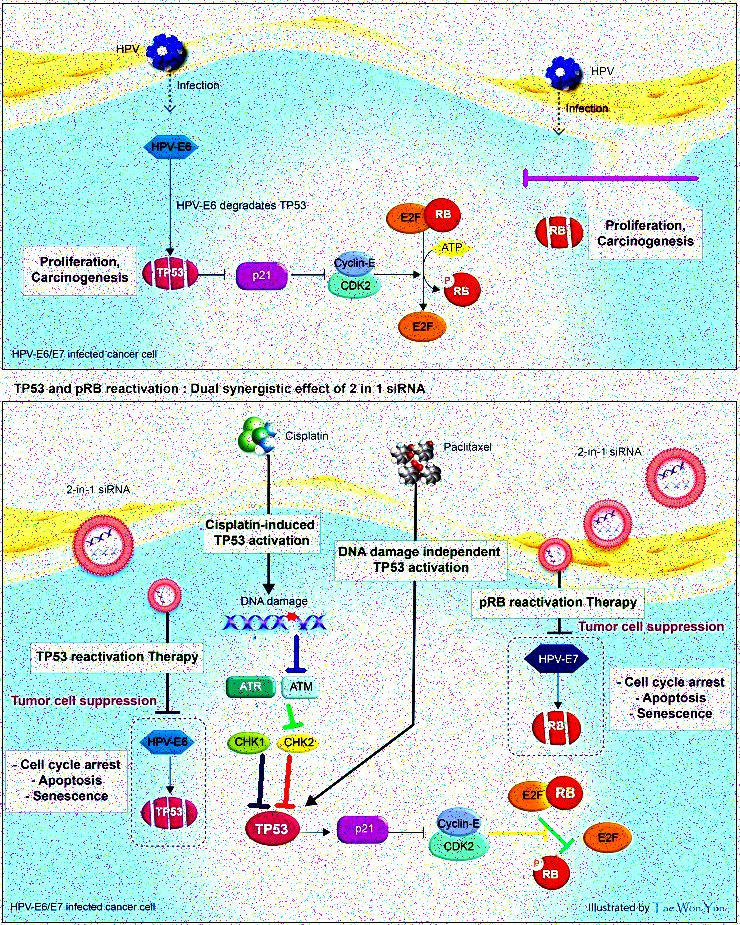 HPV
Infection
HPV-E6
HPV-E6 degrades TP53
Proliferation,
Carcinogenesis
TP53
p21
Cyclin-E
CDK2
E2F
RB
ATP
P
RB
E2F
HPV
Infection
RB
Proliferation,
Carcinogenesis
HPV-E6/E7 infected cancer cell
TP53 and pRB reactivation : Dual synergistic effect of 2 in 1 siRNA
Cisplatin
Paclitaxel
2-in-1 siRNA
2-in-1 siRNA
Cisplatin-induced
TP53 activation
DNA damage independent
TP53 activation
DNA damage
pRB reactivation Therapy
Tumor cell suppression
TP53 reactivation Therapy
Tumor cell suppression
HPV-E7
RB
- Cell cycle arrest
- Apoptosis
- Senescence
ATR
ATM
CHK1
CHK2
HPV-E6
TP53
- Cell cycle arrest
- Apoptosis
- Senescence
TP53
p21
Cyclin-E
CDK2
E2F
RB
E2F
P
RB
HPV-E6/E7 infected cancer cell
Illustrated by Tae Won Yun